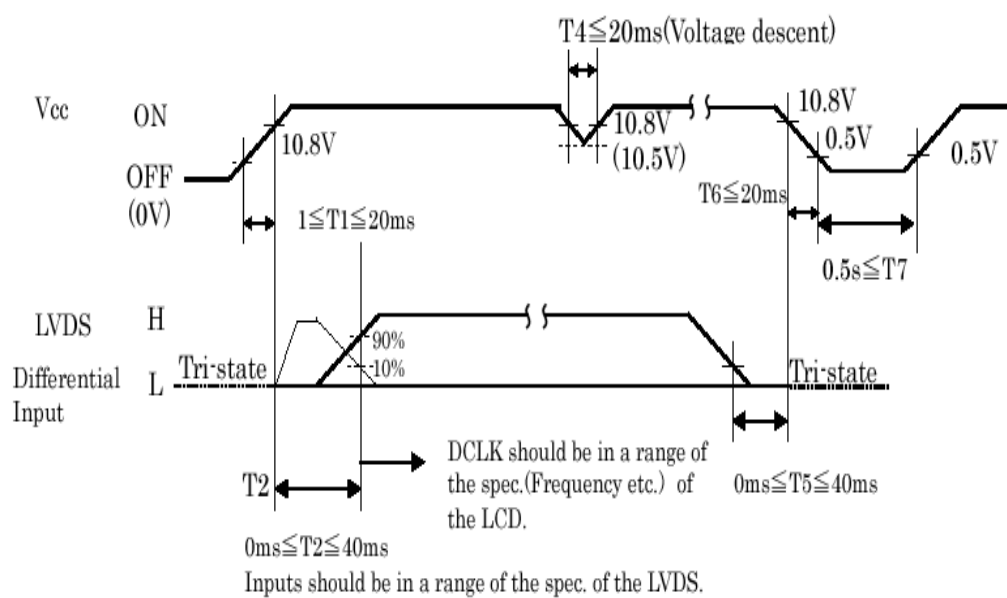 T4≦20ms(Voltage descent)
Vcc
ON
10.8V
10.8V
(10.5V)
10.8V
0.5V
0.5V
OFF
(0V)
1≦T1≦20ms
T6≦20ms
0.5s≦T7
LVDS
Differential
Input
H
90%
10%
Tri-state
L
Tri-state
T2
DCLK should be in a range of
the spec.(Frequency etc.) of
the LCD.
0ms≦T5≦40ms
0ms≦T2≦40ms
Inputs should be in a range of the spec. of the LVDS.